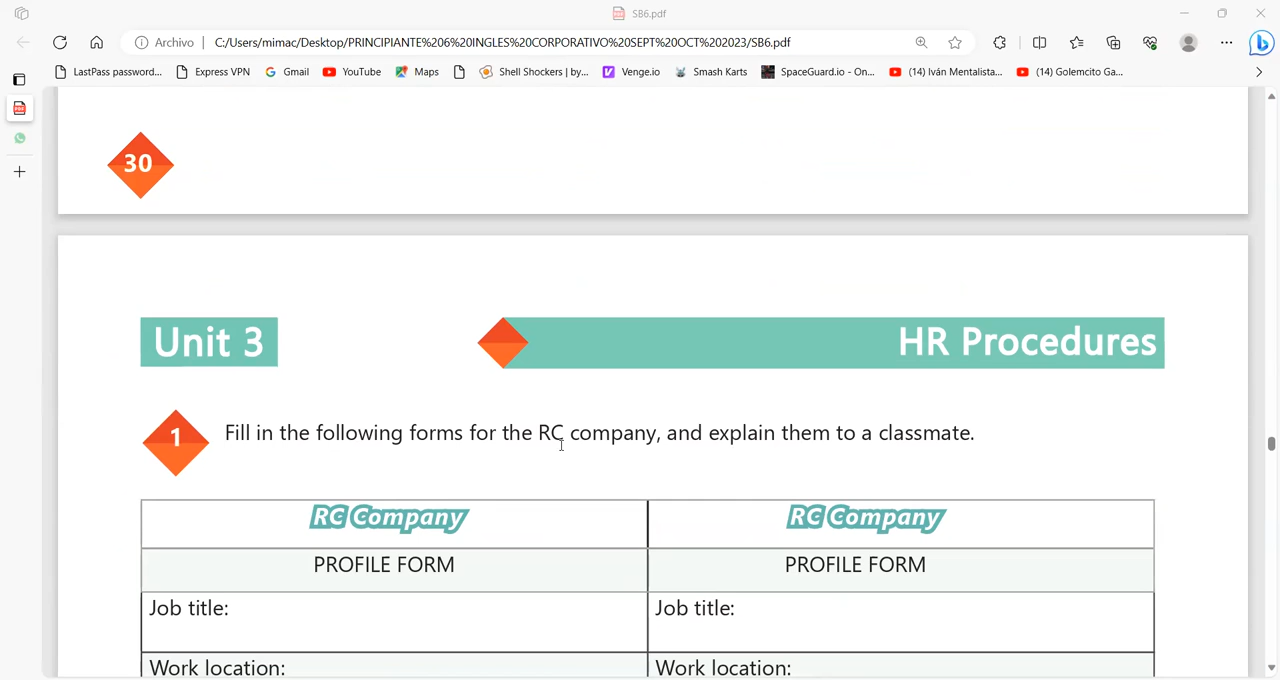 SB6.pdf
Archivo
C:/Users/mimac/Desktop/PRINCIPIANTE%206%20INGLES%20CORPORATIVO%20SEPT%20OCT%202023/SB6.pdf
LastPass password...
Express VPN
Gmail
YouTube
Maps
Shell Shockers | by...
Venge.io
Smash Karts
SpaceGuard.io - On...
(14) Iván Mentalista...
(14) Golemcito Ga...
30
Unit 3
HR Procedures
1
Fill in the following forms for the RC company, and explain them to a classmate.
RC Company
RC Company
PROFILE FORM
PROFILE FORM
Job title:
Job title:
Work location:
Work location: